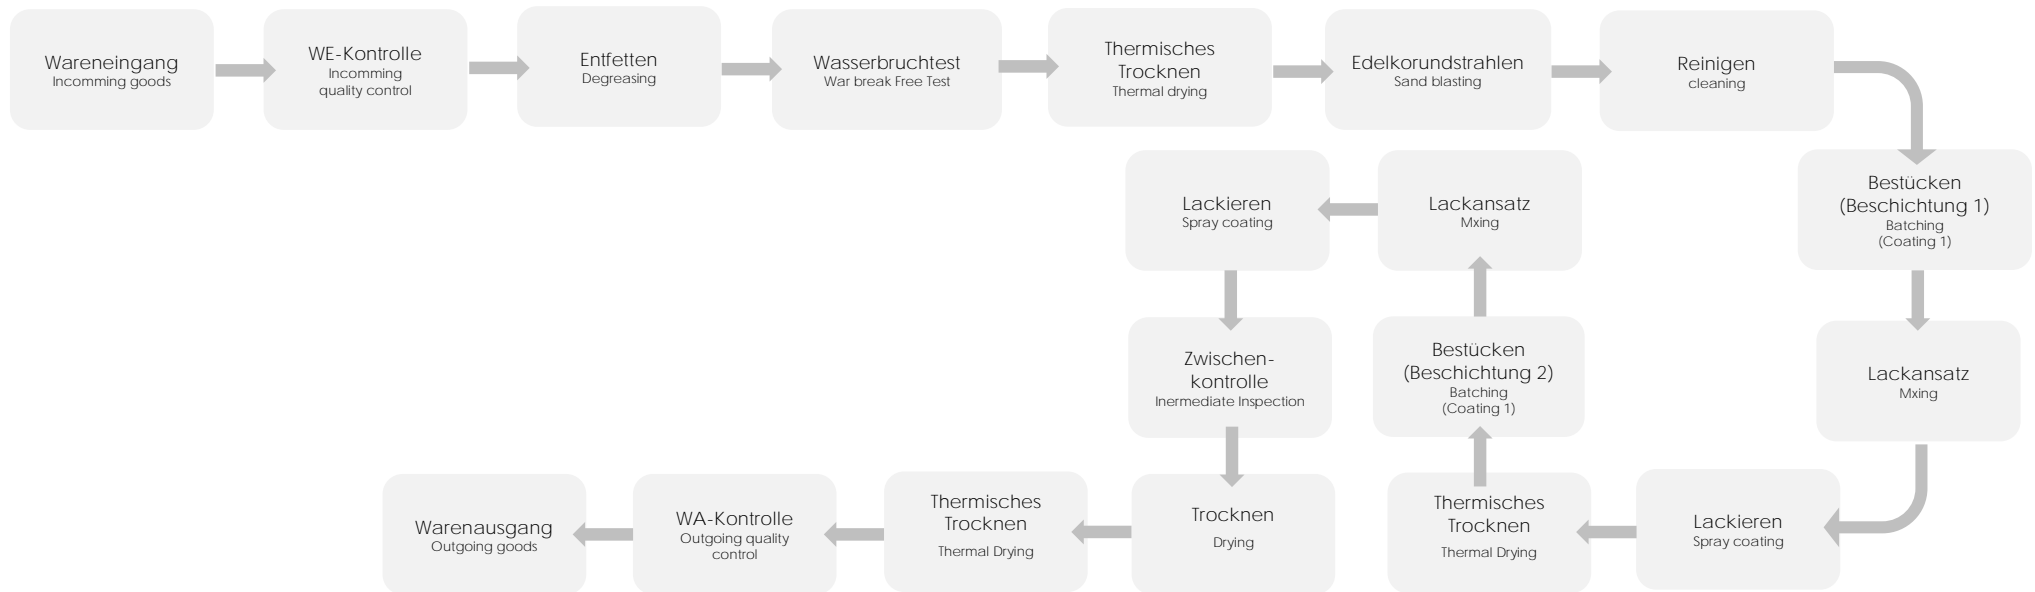 Wareneingang
Incomming goods
WE-Kontrolle
Incomming
quality control
Entfetten
Degreasing
Wasserbruchtest
War break Free Test
Thermisches
Trocknen
Thermal drying
Edelkorundstrahlen
Sand blasting
Reinigen
cleaning
Bestücken
(Beschichtung 1)
Batching
(Coating 1)
Lackansatz
Mxing
Lackieren
Spray coating
Thermisches
Trocknen
Thermal Drying
Bestücken
(Beschichtung 2)
Batching
(Coating 1)
Lackansatz
Mxing
Lackieren
Spray coating
Zwischen-
kontrolle
Inermediate Inspection
Trocknen
Drying
Thermisches
Trocknen
Thermal Drying
WA-Kontrolle
Outgoing quality
control
Warenausgang
Outgoing goods